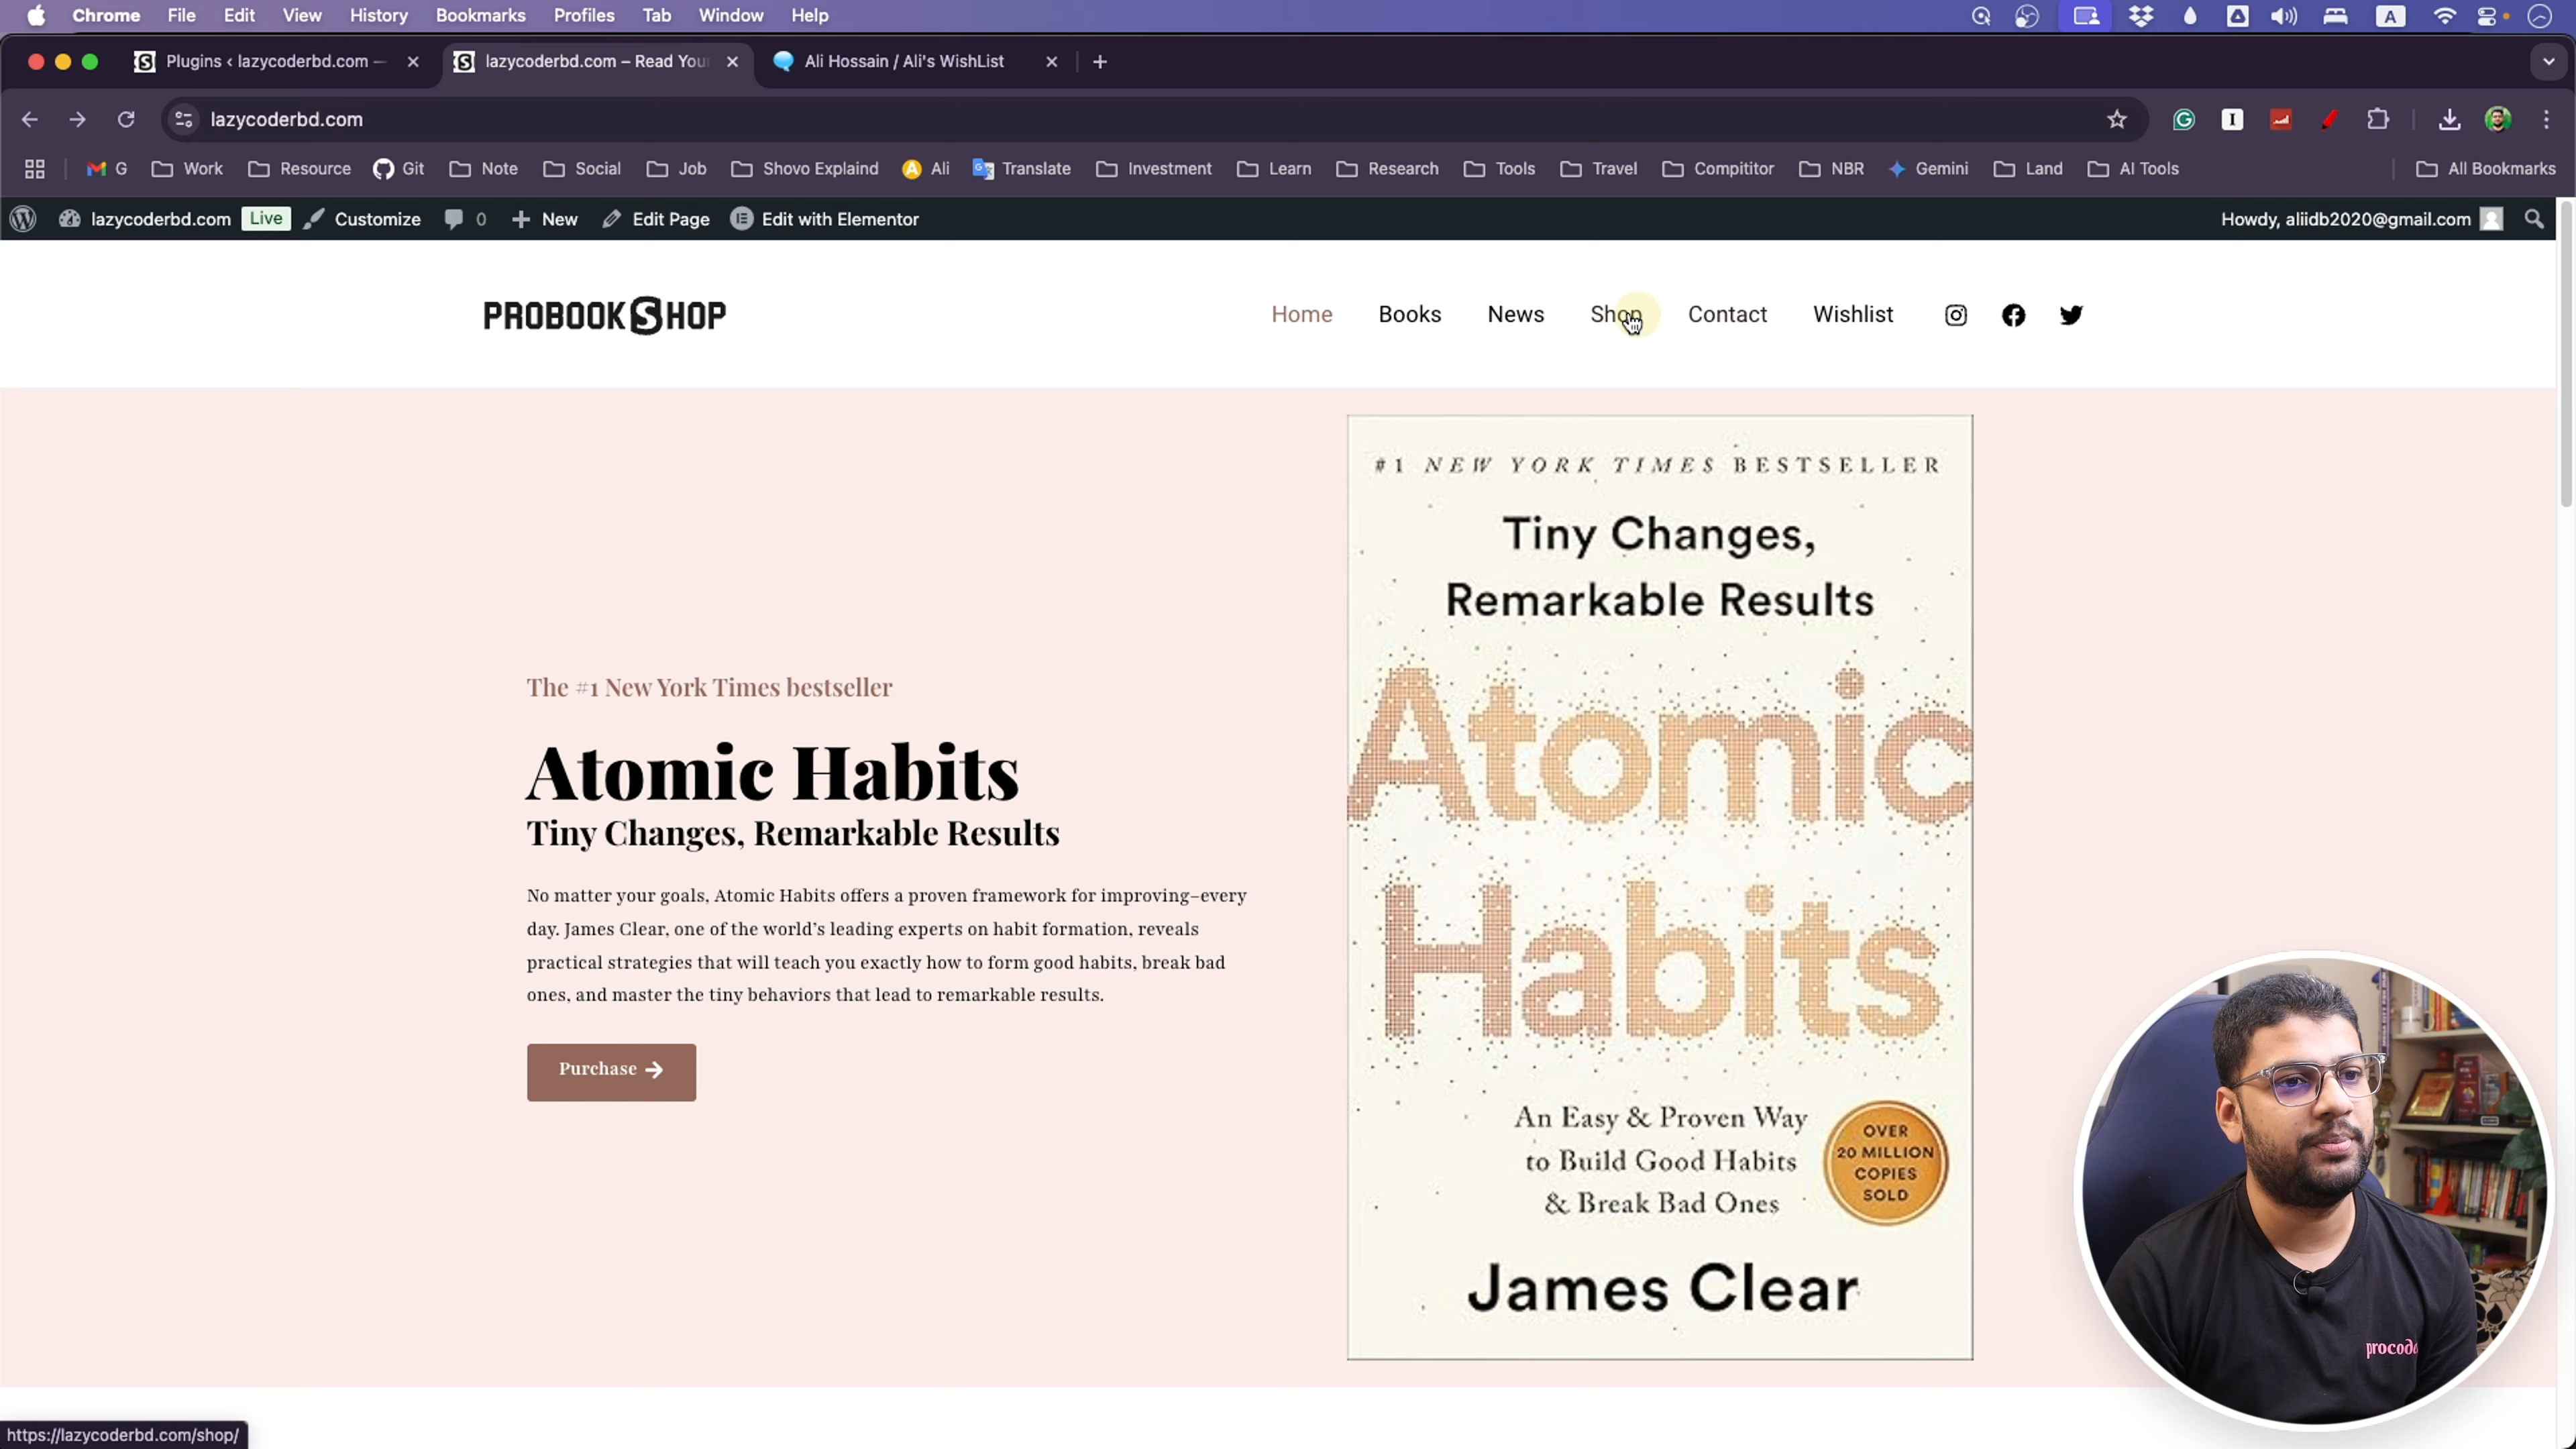 Chrome File Edit View History Bookmarks Profiles Tab Window Help
A
Plugins ‹ lazycoderbd.com —
lazycoderbd.com – Read You
Ali Hossain / Ali's WishList
lazycoderbd.com
G Work Resource Git Note Social Job Shovo Explaind Ali Translate Investment Learn Research Tools Travel Compititor NBR Gemini Land AI Tools All Bookmarks
lazycoderbd.com Live Customize 0 New Edit Page Edit with Elementor Howdy, aliidb2020@gmail.com
PROBOOKSHOP
Home Books News Shop Contact Wishlist
The #1 New York Times bestseller
Atomic Habits
Tiny Changes, Remarkable Results
No matter your goals, Atomic Habits offers a proven framework for improving–every
day. James Clear, one of the world's leading experts on habit formation, reveals
practical strategies that will teach you exactly how to form good habits, break bad
ones, and master the tiny behaviors that lead to remarkable results.
Purchase
#1 NEW YORK TIMES BESTSELLER
Tiny Changes,
Remarkable Results
Atomic
Habits
An Easy & Proven Way
to Build Good Habits
& Break Bad Ones
OVER
20 MILLION
COPIES
SOLD
James Clear
https://lazycoderbd.com/shop/